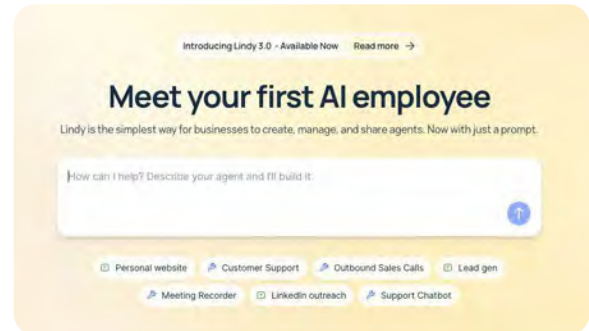 Introducing Lindy 3.0 - Available Now Read more →
Meet your first AI employee
Lindy is the simplest way for businesses to create, manage, and share agents. Now with just a prompt.
How can I help? Describe your agent and I'll build it
Personal website Customer Support Outbound Sales Calls Lead gen
Meeting Recorder LinkedIn outreach Support Chatbot